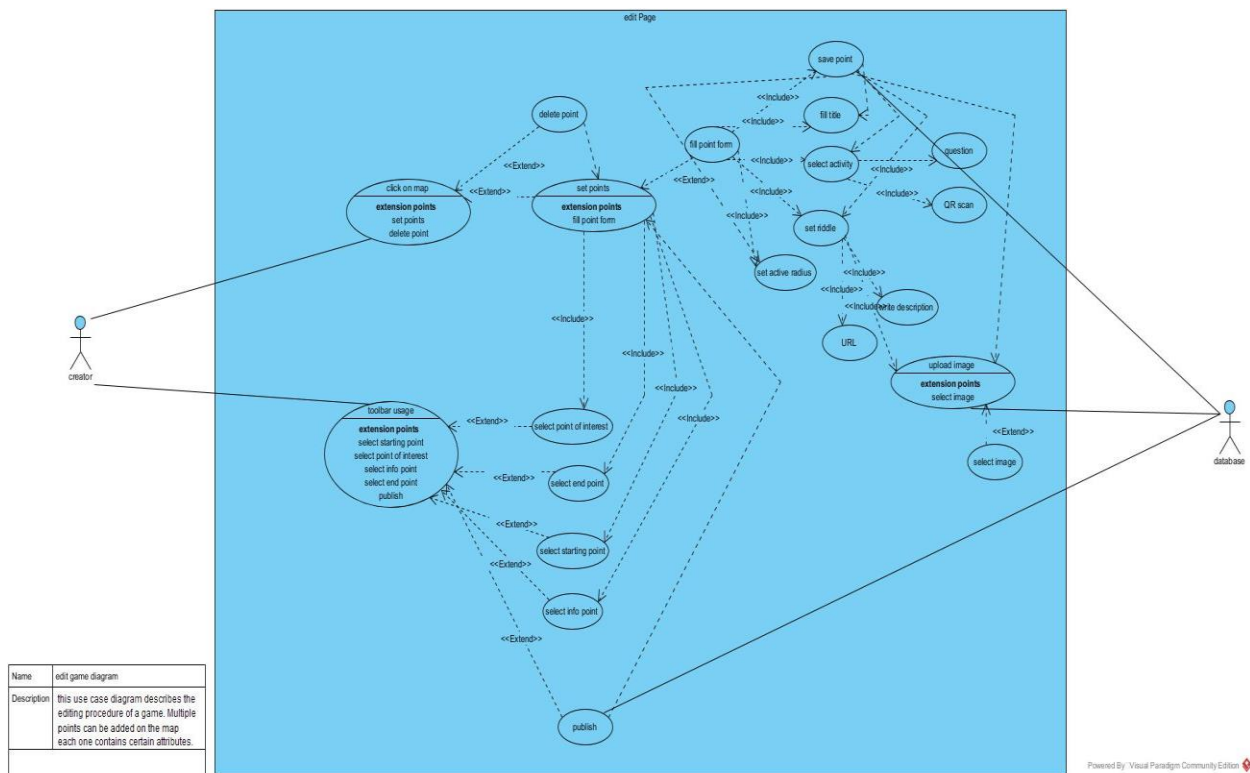 edit Page
save point
<<Include>>
delete point
<<Include>>
fill title
fill point form
question
<<Include>>
select activity
<<Extend>>
<<Include>>
<<Extend>>
click on map
extension points
set points
delete point
<<Extend>>
set points
extension points
fill point form
<<Include>>
<<Include>>
QR scan
<<Include>>
set riddle
set active radius
<<Include>>
<<Include>>
<<Include>>
write description
URL
creator
<<Include>>
<<Include>>
<<Include>>
<<Include>>
upload image
extension points
select image
<<Extend>>
select image
database
toolbar usage
extension points
select starting point
select point of interest
select info point
select end point
publish
<<Extend>>
select point of interest
<<Extend>>
select end point
<<Extend>>
select starting point
<<Extend>>
select info point
<<Extend>>
publish
Name
edit game diagram
Description
this use case diagram describes the
editing procedure of a game. Multiple
points can be added on the map
each one contains certain attributes.
Powered By Visual Paradigm Community Edition